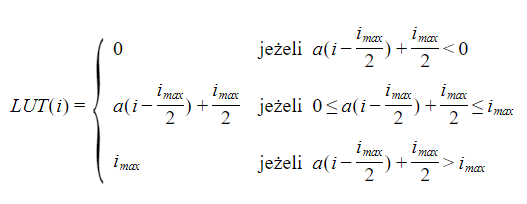 LUT(i) = { 0 jeżeli a(i − i_max/2) + i_max/2 < 0
a(i − i_max/2) + i_max/2 jeżeli 0 ≤ a(i − i_max/2) + i_max/2 ≤ i_max
i_max jeżeli a(i − i_max/2) + i_max/2 > i_max